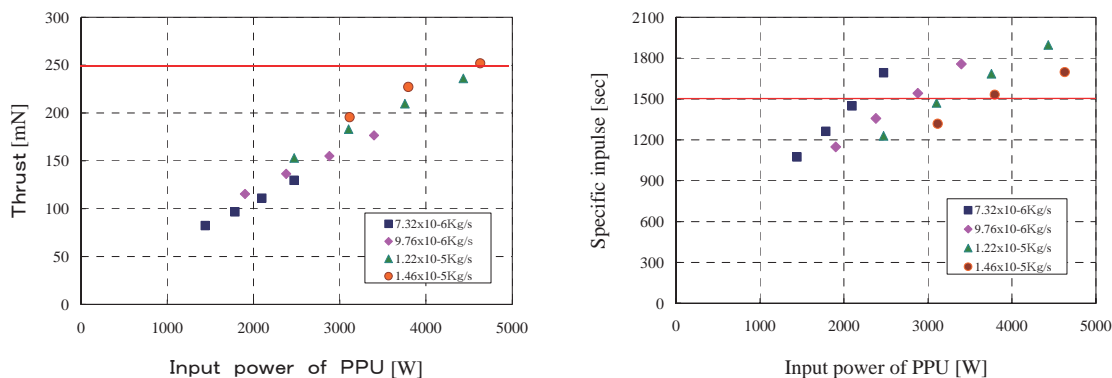 300
250
200
150
100
50
0
Thrust [mN]
0 1000 2000 3000 4000 5000
Input power of PPU [W]
7.32x10-6Kg/s
9.76x10-6Kg/s
1.22x10-5Kg/s
1.46x10-5Kg/s
2100
1800
1500
1200
900
600
300
Specific inpulse [sec]
0 1000 2000 3000 4000 5000
Input power of PPU [W]
7.32x10-6Kg/s
9.76x10-6Kg/s
1.22x10-5Kg/s
1.46x10-5Kg/s